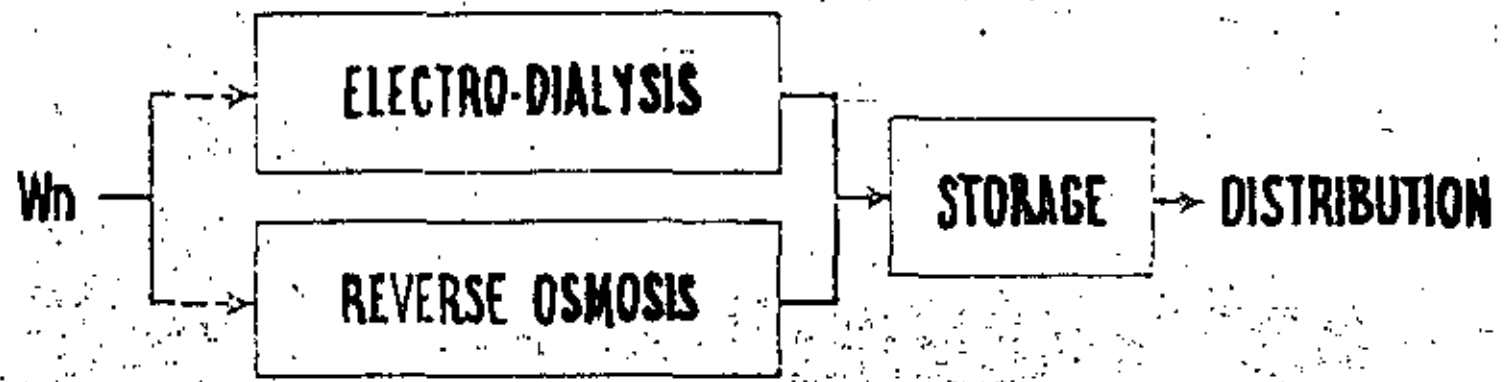 ELECTRO-DIALYSIS
Wn
STORAGE
DISTRIBUTION
REVERSE OSMOSIS